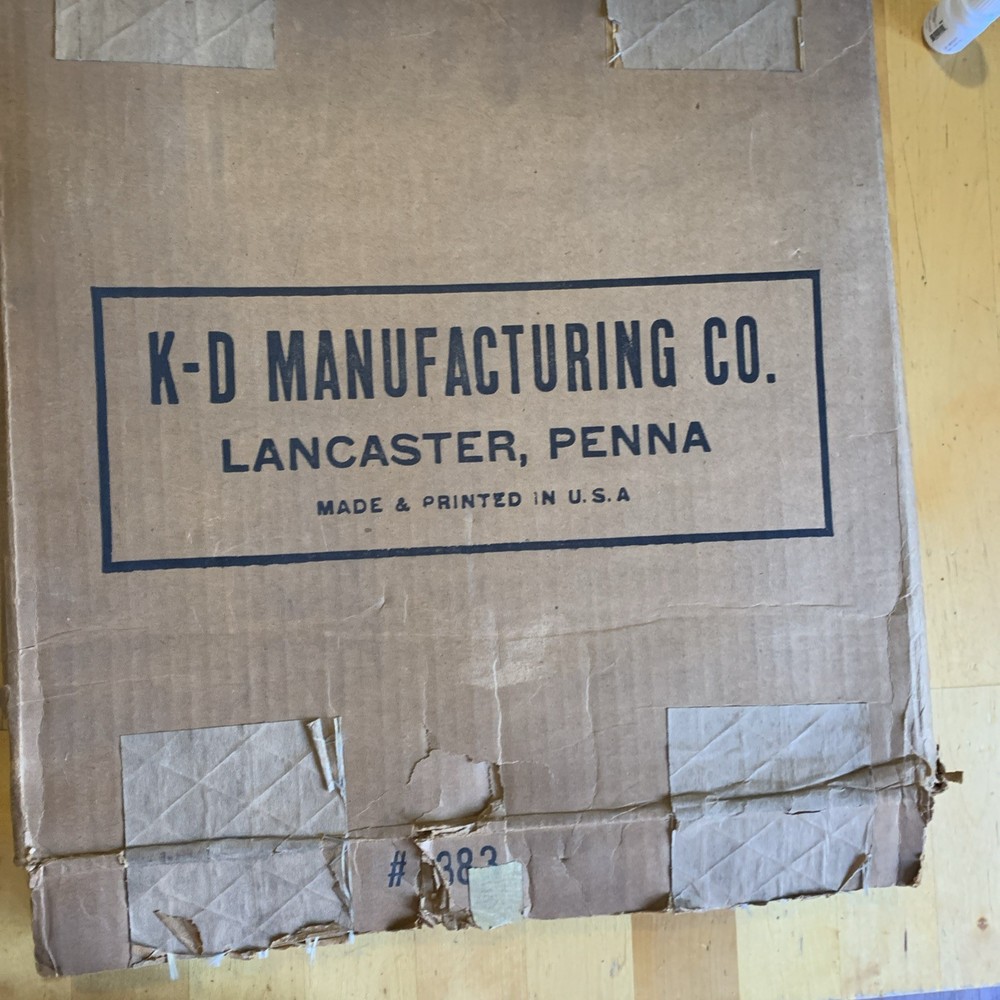 K-D MANUFACTURING CO.
LANCASTER, PENNA
MADE & PRINTED IN U.S.A
# 383